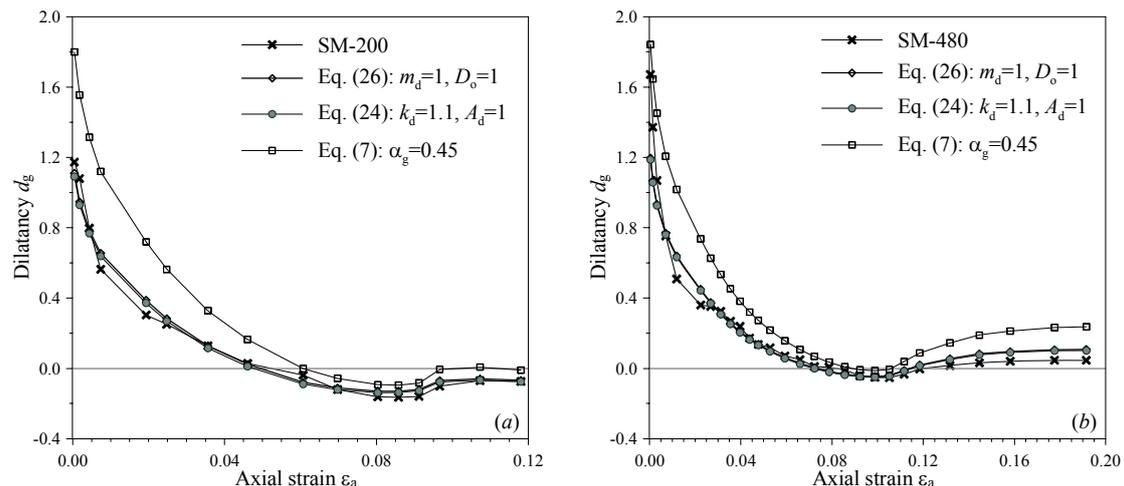 2.0
1.6
1.2
0.8
0.4
0.0
-0.4
Dilatancy dg
SM-200
Eq. (26): md=1, Do=1
Eq. (24): kd=1.1, Ad=1
Eq. (7): αg=0.45
(a)
0.00 0.04 0.08 0.12
Axial strain εa
2.0
1.6
1.2
0.8
0.4
0.0
-0.4
Dilatancy dg
SM-480
Eq. (26): md=1, Do=1
Eq. (24): kd=1.1, Ad=1
Eq. (7): αg=0.45
(b)
0.00 0.04 0.08 0.12 0.16 0.20
Axial strain εa